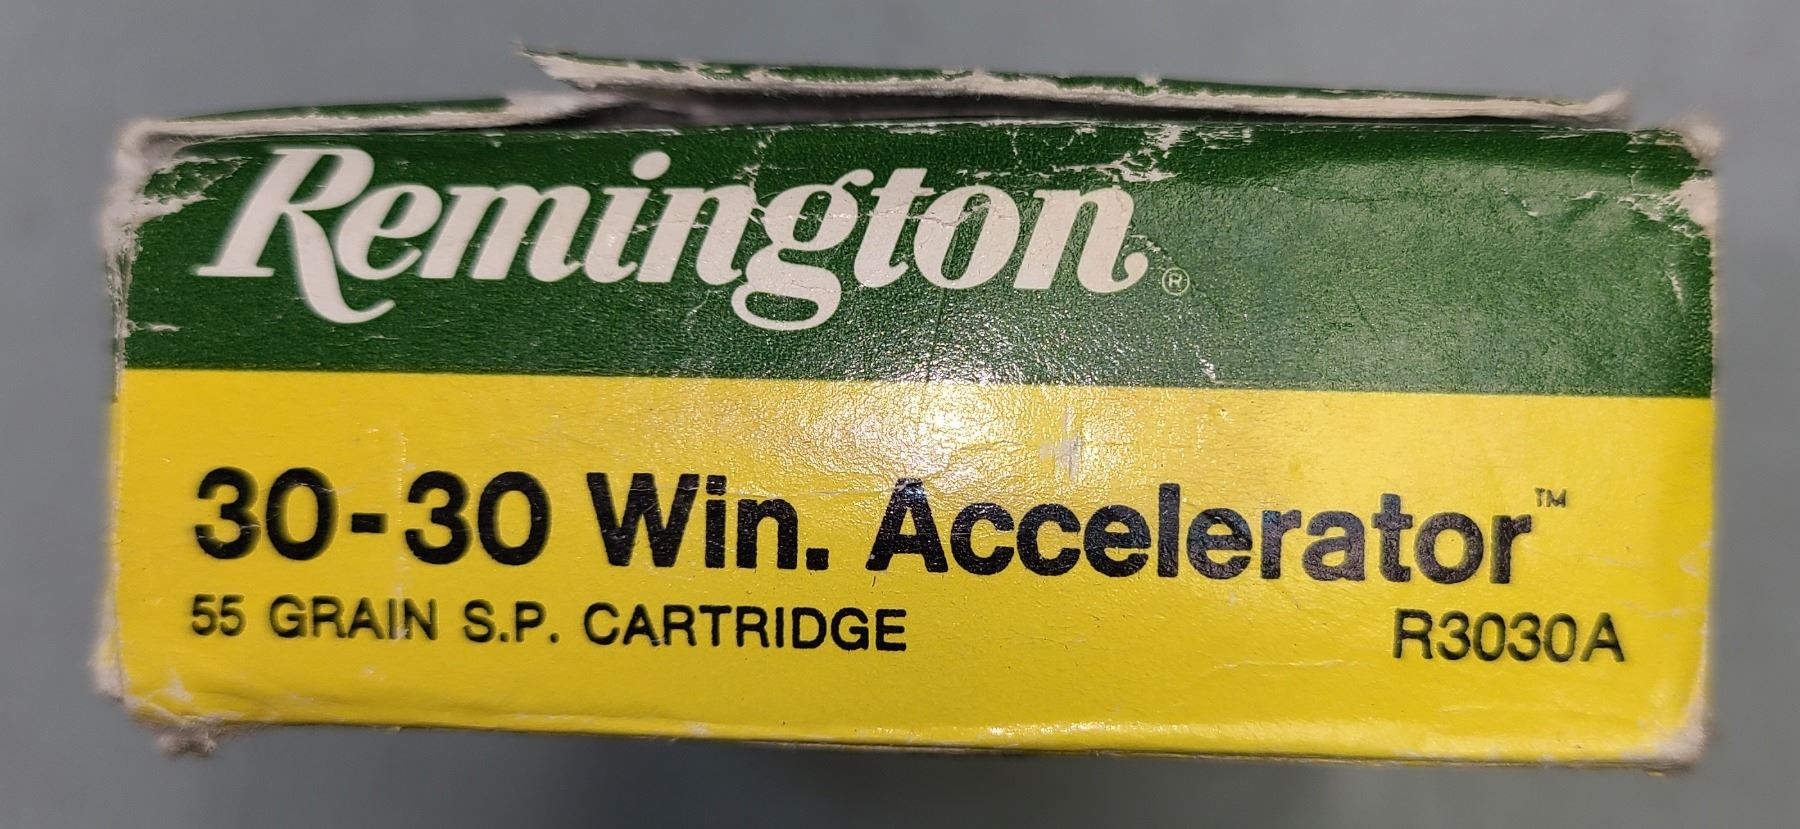 Remington®
30-30 Win. Accelerator™
55 GRAIN S.P. CARTRIDGE R3030A